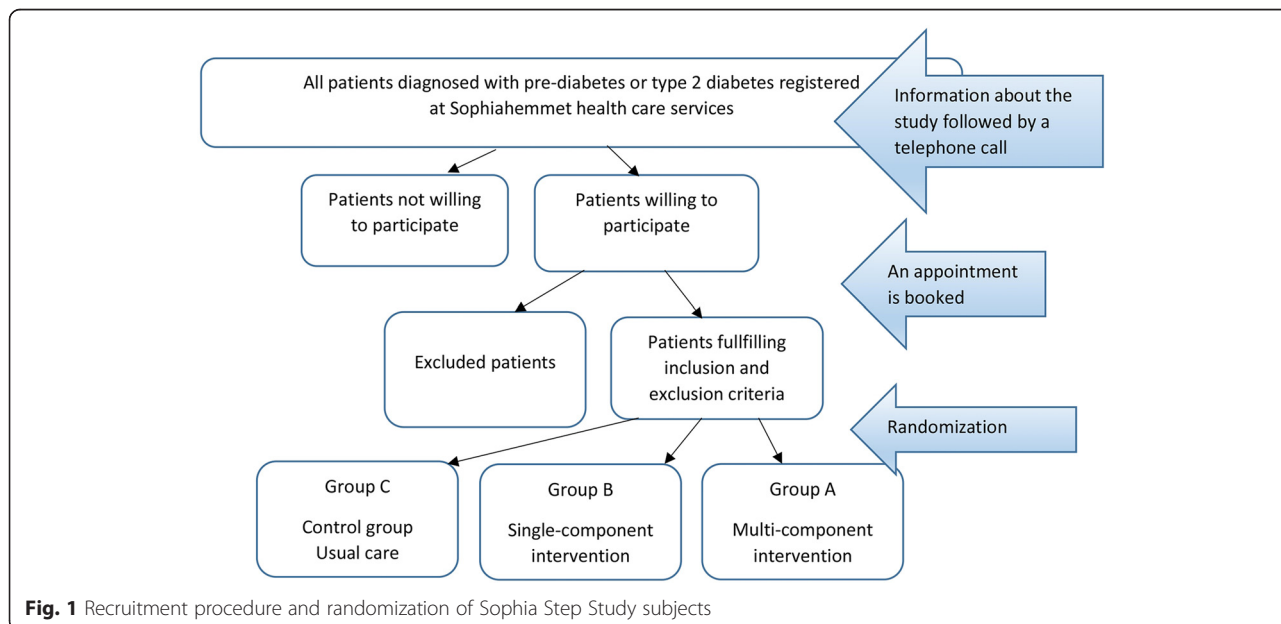 All patients diagnosed with pre-diabetes or type 2 diabetes registered
at Sophiahemmet health care services
Information about the
study followed by a
telephone call
Patients not willing
to participate
Patients willing to
participate
An appointment
is booked
Excluded patients
Patients fullfilling
inclusion and
exclusion criteria
Randomization
Group C
Control group
Usual care
Group B
Single-component
intervention
Group A
Multi-component
intervention
Fig. 1 Recruitment procedure and randomization of Sophia Step Study subjects